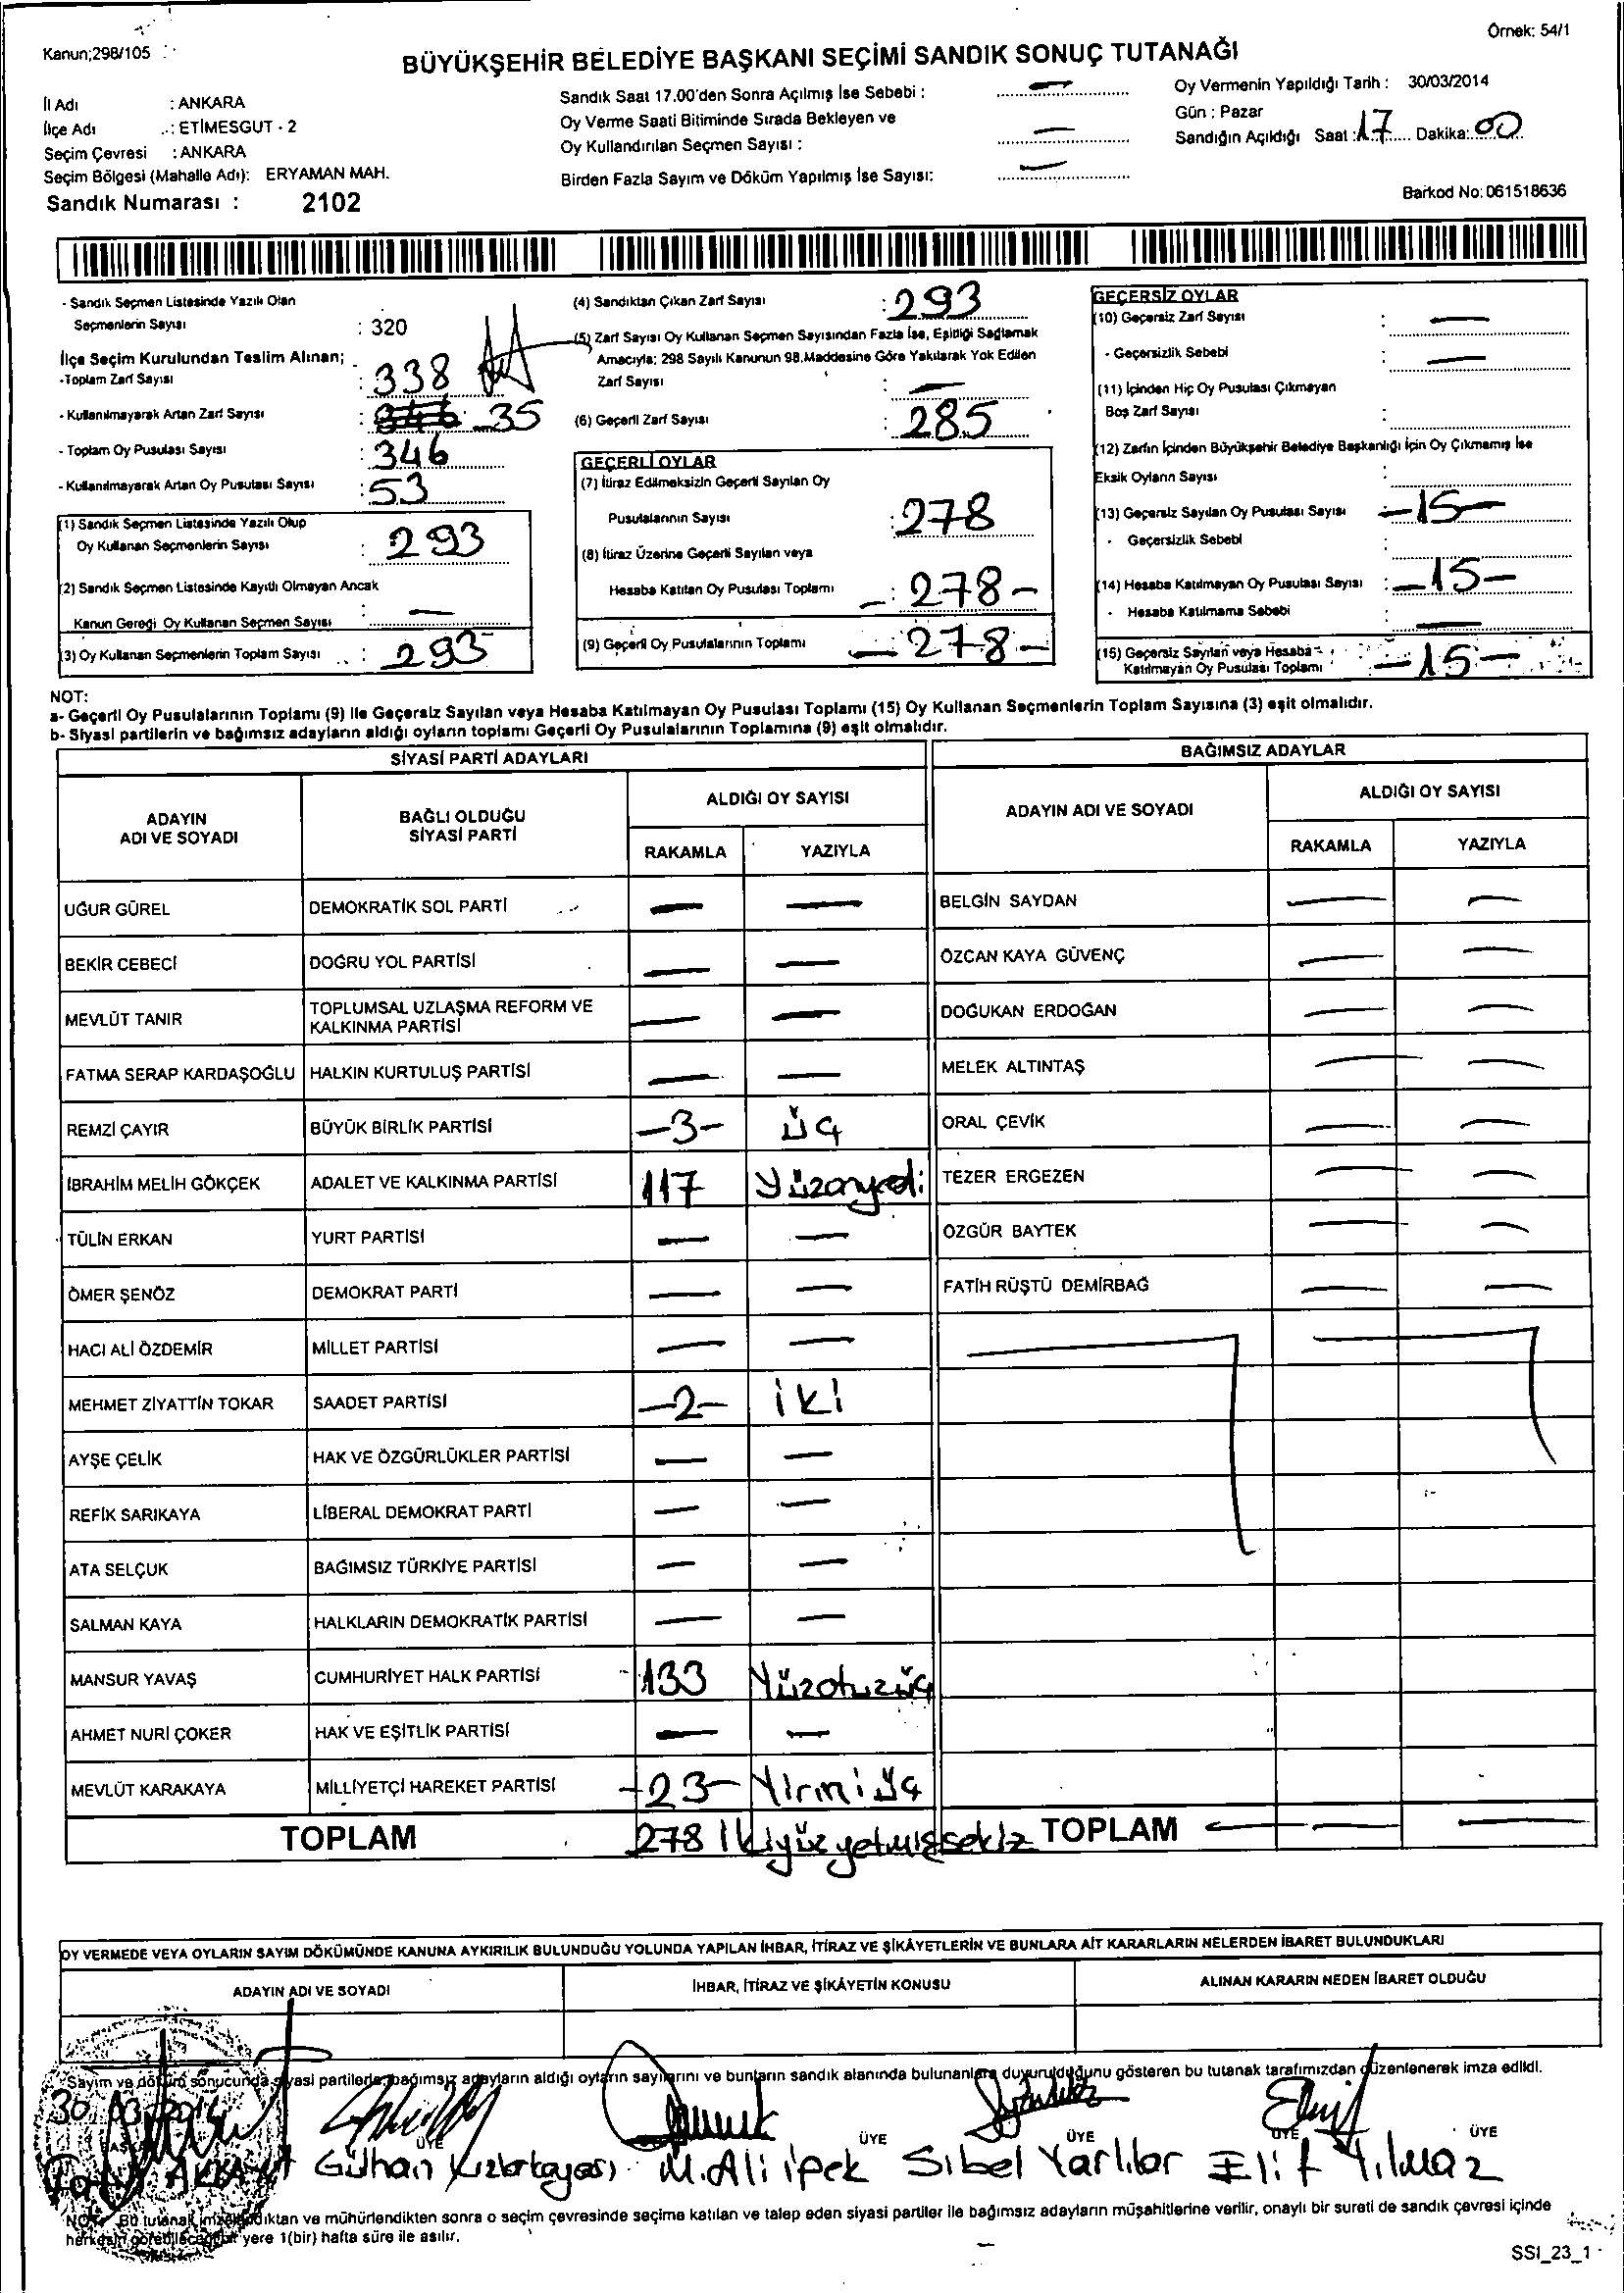 Örnek: 54/1
Kanun;298/105
BÜYÜKŞEHİR BELEDİYE BAŞKANI SEÇİMİ SANDIK SONUÇ TUTANAĞI
İl Adı : ANKARA
İlçe Adı : ETİMESGUT - 2
Seçim Çevresi : ANKARA
Seçim Bölgesi (Mahalle Adı): ERYAMAN MAH.
Sandık Numarası : 2102
Sandık Saat 17.00'den Sonra Açılmış İse Sebebi : —
Oy Verme Saati Bitiminde Sırada Bekleyen ve
Oy Kullandırılan Seçmen Sayısı : —
Birden Fazla Sayım ve Döküm Yapılmış İse Sayısı: —
Oy Vermenin Yapıldığı Tarih : 30/03/2014
Gün : Pazar
Sandığın Açıldığı Saat : 17 Dakika: 00
Barkod No: 061518636
- Sandık Seçmen Listesinde Yazılı Olan
Seçmenlerin Sayısı : 320
İlçe Seçim Kurulundan Teslim Alınan;
-Toplam Zarf Sayısı : 338
- Kullanılmayarak Artan Zarf Sayısı : 35
- Toplam Oy Pusulası Sayısı : 346
- Kullanılmayarak Artan Oy Pusulası Sayısı : 53
(1) Sandık Seçmen Listesinde Yazılı Olup
Oy Kullanan Seçmenlerin Sayısı : 293
(2) Sandık Seçmen Listesinde Kayıtlı Olmayan Ancak
Kanun Gereği Oy Kullanan Seçmen Sayısı : —
(3) Oy Kullanan Seçmenlerin Toplam Sayısı : 293
(4) Sandıktan Çıkan Zarf Sayısı : 293
(5) Zarf Sayısı Oy Kullanan Seçmen Sayısından Fazla İse, Eşitliği Sağlamak
Amacıyla; 298 Sayılı Kanunun 98.Maddesine Göre Yakılarak Yok Edilen
Zarf Sayısı : —
(6) Geçerli Zarf Sayısı : 285
GEÇERLİ OYLAR
(7) İtiraz Edilmeksizin Geçerli Sayılan Oy
Pusulalarının Sayısı : 278
(8) İtiraz Üzerine Geçerli Sayılan veya
Hesaba Katılan Oy Pusulası Toplamı : 278 -
(9) Geçerli Oy Pusulalarının Toplamı — 278 -
GEÇERSİZ OYLAR
(10) Geçersiz Zarf Sayısı : —
- Geçersizlik Sebebi : —
(11) İçinden Hiç Oy Pusulası Çıkmayan
Boş Zarf Sayısı :
(12) Zarfın İçinden Büyükşehir Belediye Başkanlığı İçin Oy Çıkmamış İse
Eksik Oyların Sayısı :
(13) Geçersiz Sayılan Oy Pusulası Sayısı — 15 —
- Geçersizlik Sebebi :
(14) Hesaba Katılmayan Oy Pusulası Sayısı : — 15 —
- Hesaba Katılmama Sebebi : —
(15) Geçersiz Sayılan veya Hesaba
Katılmayan Oy Pusulası Toplamı — 15 —
NOT:
a- Geçerli Oy Pusulalarının Toplamı (9) ile Geçersiz Sayılan veya Hesaba Katılmayan Oy Pusulası Toplamı (15) Oy Kullanan Seçmenlerin Toplam Sayısına (3) eşit olmalıdır.
b- Siyasi partilerin ve bağımsız adayların aldığı oyların toplamı Geçerli Oy Pusulalarının Toplamına (9) eşit olmalıdır.
SİYASİ PARTİ ADAYLARI
ADAYIN ADI VE SOYADI
BAĞLI OLDUĞU SİYASİ PARTİ
ALDIĞI OY SAYISI
RAKAMLA YAZIYLA
UĞUR GÜREL DEMOKRATİK SOL PARTİ — —
BEKİR CEBECİ DOĞRU YOL PARTİSİ — —
MEVLÜT TANIR TOPLUMSAL UZLAŞMA REFORM VE KALKINMA PARTİSİ — —
FATMA SERAP KARDAŞOĞLU HALKIN KURTULUŞ PARTİSİ — —
REMZİ ÇAYIR BÜYÜK BİRLİK PARTİSİ -3- üç
İBRAHİM MELİH GÖKÇEK ADALET VE KALKINMA PARTİSİ 117 Yüzonyedi
TÜLİN ERKAN YURT PARTİSİ — —
ÖMER ŞENÖZ DEMOKRAT PARTİ — —
HACI ALİ ÖZDEMİR MİLLET PARTİSİ — —
MEHMET ZİYATTİN TOKAR SAADET PARTİSİ -2- iki
AYŞE ÇELİK HAK VE ÖZGÜRLÜKLER PARTİSİ — —
REFİK SARIKAYA LİBERAL DEMOKRAT PARTİ — —
ATA SELÇUK BAĞIMSIZ TÜRKİYE PARTİSİ — —
SALMAN KAYA HALKLARIN DEMOKRATİK PARTİSİ — —
MANSUR YAVAŞ CUMHURİYET HALK PARTİSİ 133 Yüzotuzüç
AHMET NURİ ÇOKER HAK VE EŞİTLİK PARTİSİ — —
MEVLÜT KARAKAYA MİLLİYETÇİ HAREKET PARTİSİ -23- Yirmiüç
TOPLAM 278 İkiyüzyetmişsekiz
BAĞIMSIZ ADAYLAR
ADAYIN ADI VE SOYADI
ALDIĞI OY SAYISI
RAKAMLA YAZIYLA
BELGİN SAYDAN — —
ÖZCAN KAYA GÜVENÇ — —
DOĞUKAN ERDOĞAN — —
MELEK ALTINTAŞ — —
ORAL ÇEVİK — —
TEZER ERGEZEN — —
ÖZGÜR BAYTEK — —
FATİH RÜŞTÜ DEMİRBAĞ — —
TOPLAM — —
OY VERMEDE VEYA OYLARIN SAYIM DÖKÜMÜNDE KANUNA AYKIRILIK BULUNDUĞU YOLUNDA YAPILAN İHBAR, İTİRAZ VE ŞİKÂYETLERİN VE BUNLARA AİT KARARLARIN NELERDEN İBARET BULUNDUKLARI
ADAYIN ADI VE SOYADI İHBAR, İTİRAZ VE ŞİKÂYETİN KONUSU ALINAN KARARIN NEDEN İBARET OLDUĞU
Sayım ve döküm sonucunda siyasi partilerle bağımsız adayların aldığı oyların sayılarını ve bunların sandık alanında bulunanlara duyurulduğunu gösteren bu tutanak tarafımızdan düzenlenerek imza edildi.
30/03/2014
ÜYE ÜYE ÜYE ÜYE ÜYE
Gülhan Kızılarkayası M.Ali ipek Sibel Yarlılar Elif Yılmaz
NOT: Bu tutanak imzalandıktan ve mühürlendikten sonra o seçim çevresinde seçime katılan ve talep eden siyasi partiler ile bağımsız adayların müşahitlerine verilir, onaylı bir sureti de sandık çevresi içinde
herkesin görebileceği bir yere 1(bir) hafta süre ile asılır.
SSI_23_1